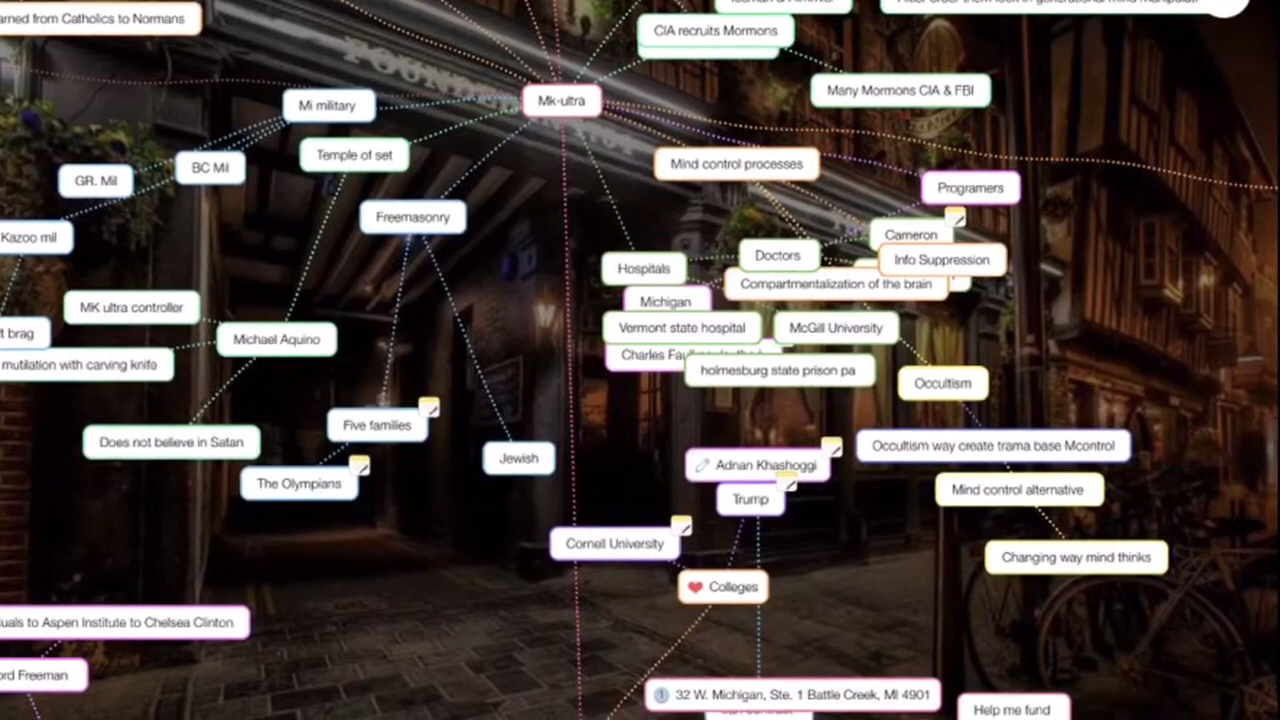 arned from Catholics to Normans
CIA recruits Mormons
Many Mormons CIA & FBI
Mk-ultra
Mi military
Temple of set
Mind control processes
BC Mil
GR. Mil
Programers
Freemasonry
Kazoo mil
Cameron
Info Suppression
Doctors
Hospitals
Compartmentalization of the brain
Michigan
MK ultra controller
Vermont state hospital
McGill University
t brag
Michael Aquino
Charles
mutilation with carving knife
holmesburg state prison pa
Occultism
Five families
Does not believe in Satan
Occultism way create trama base Mcontrol
Jewish
Adnan Khashoggi
The Olympians
Mind control alternative
Trump
Cornell University
Changing way mind thinks
Colleges
uals to Aspen Institute to Chelsea Clinton
ord Freeman
32 W. Michigan, Ste. 1 Battle Creek, MI 4901
Help me fund